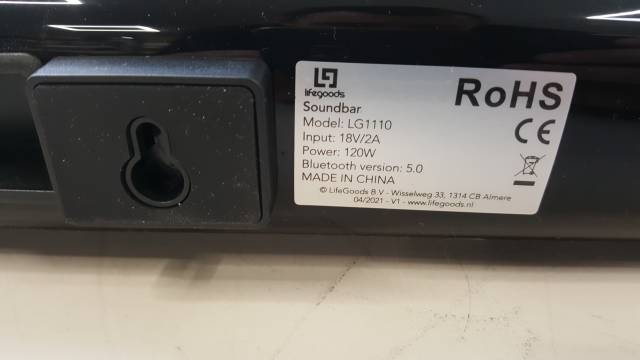 lifegoods
Soundbar
Model: LG1110
Input: 18V/2A
Power: 120W
Bluetooth version: 5.0
MADE IN CHINA
© LifeGoods B.V - Wisselweg 33, 1314 CB Almere
04/2021 - V1 - www.lifegoods.nl
RoHS
CE